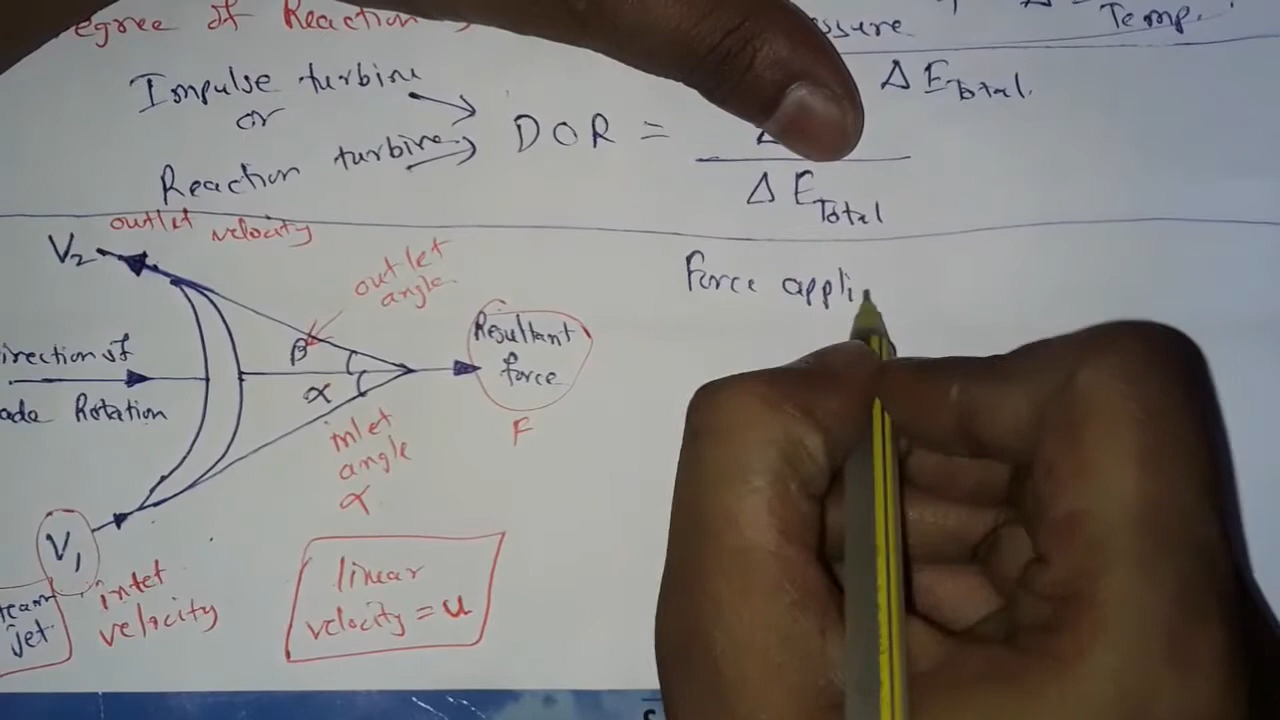 egree of Reaction
ssure
Temp.
Impulse turbine
or
Reaction turbine
DOR =
Δ E Total
Δ E Total.
outlet velocity
V2
outlet
angle
β
α
irection of
ade Rotation
Resultant
force
F
inlet
angle
α
V1
inlet
velocity
team
jet.
linear
velocity = u
Force appli